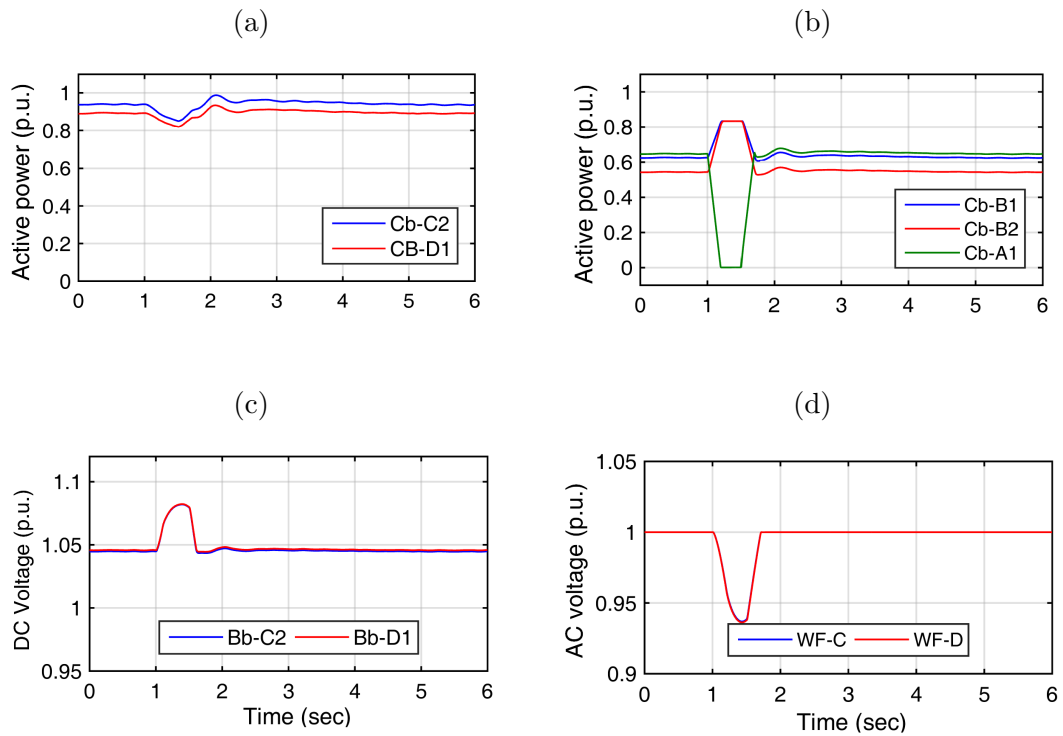 (a)
Active power (p.u.)
1
0.8
0.6
0.4
0.2
0
Cb-C2
CB-D1
0 1 2 3 4 5 6
(b)
Active power (p.u.)
1
0.8
0.6
0.4
0.2
0
Cb-B1
Cb-B2
Cb-A1
0 1 2 3 4 5 6
(c)
DC Voltage (p.u.)
1.1
1.05
1
0.95
Bb-C2 Bb-D1
0 1 2 3 4 5 6
Time (sec)
(d)
AC voltage (p.u.)
1.05
1
0.95
0.9
WF-C WF-D
0 1 2 3 4 5 6
Time (sec)